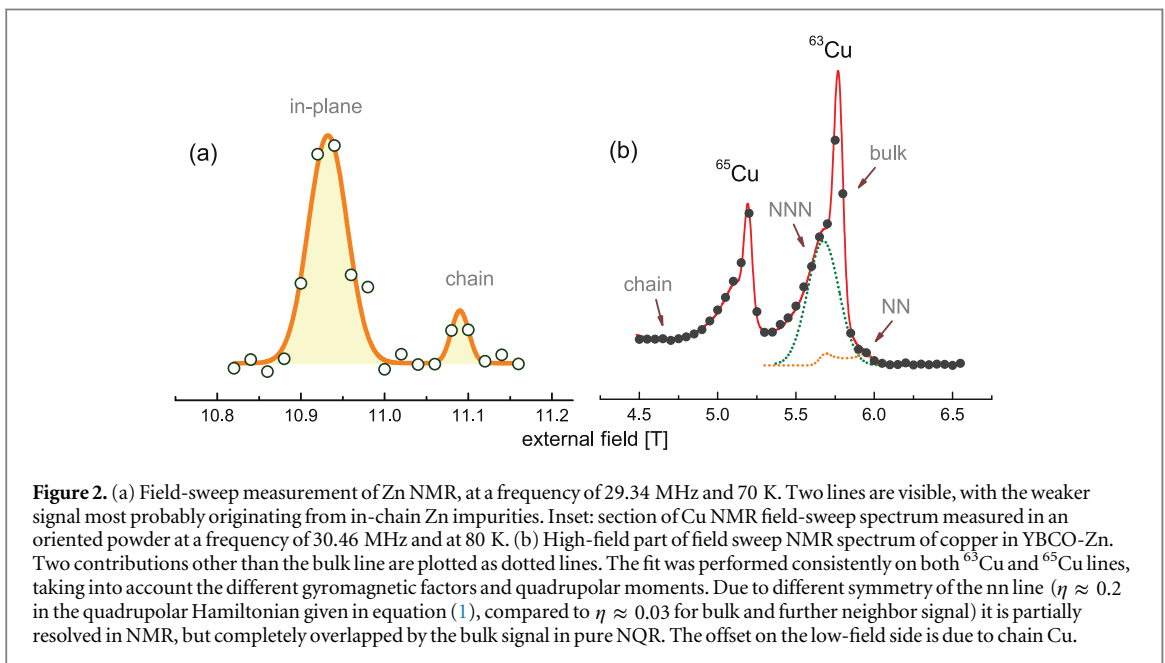 (a)
in-plane
chain
10.8 10.9 11.0 11.1 11.2
(b)
⁶³Cu
⁶⁵Cu
bulk
NNN
chain
NN
4.5 5.0 5.5 6.0 6.5
external field [T]
Figure 2. (a) Field-sweep measurement of Zn NMR, at a frequency of 29.34 MHz and 70 K. Two lines are visible, with the weaker
signal most probably originating from in-chain Zn impurities. Inset: section of Cu NMR field-sweep spectrum measured in an
oriented powder at a frequency of 30.46 MHz and at 80 K. (b) High-field part of field sweep NMR spectrum of copper in YBCO-Zn.
Two contributions other than the bulk line are plotted as dotted lines. The fit was performed consistently on both ⁶³Cu and ⁶⁵Cu lines,
taking into account the different gyromagnetic factors and quadrupolar moments. Due to different symmetry of the nn line (η ≈ 0.2
in the quadrupolar Hamiltonian given in equation (1), compared to η ≈ 0.03 for bulk and further neighbor signal) it is partially
resolved in NMR, but completely overlapped by the bulk signal in pure NQR. The offset on the low-field side is due to chain Cu.